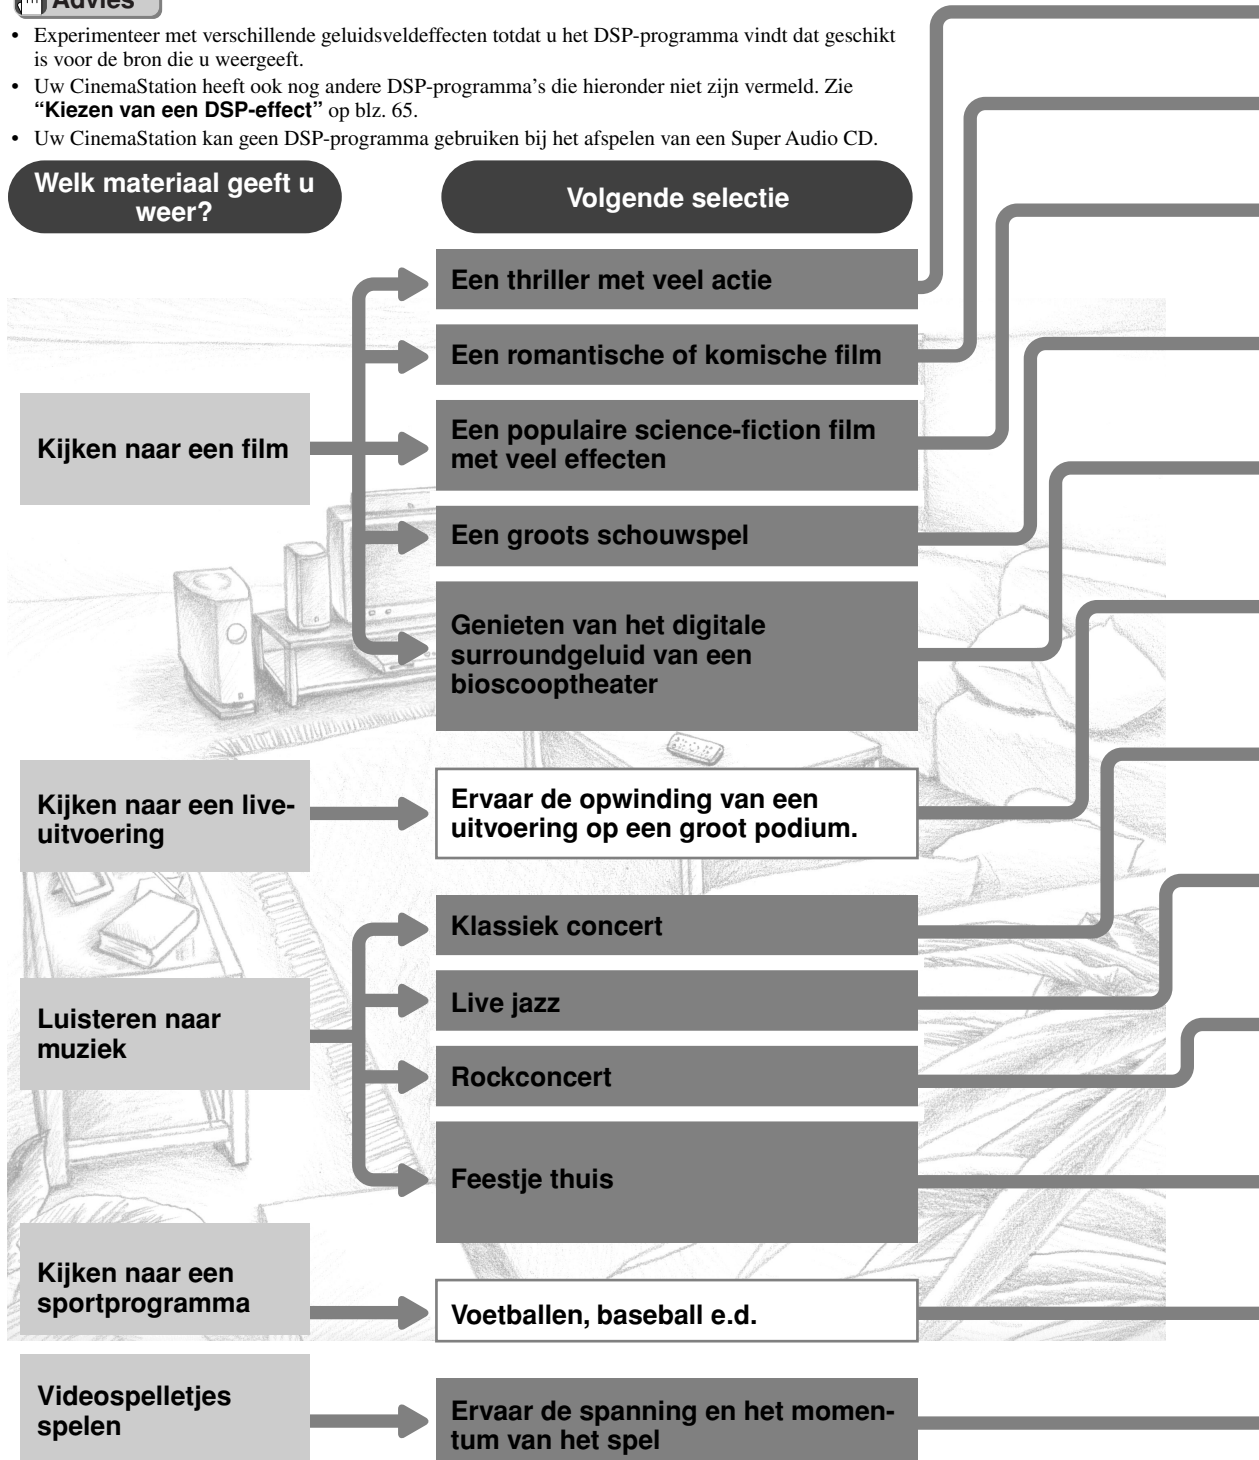 Advies
• Experimenteer met verschillende geluidsveldeffecten totdat u het DSP-programma vindt dat geschikt
is voor de bron die u weergeeft.
• Uw CinemaStation heeft ook nog andere DSP-programma's die hieronder niet zijn vermeld. Zie
“Kiezen van een DSP-effect” op blz. 65.
• Uw CinemaStation kan geen DSP-programma gebruiken bij het afspelen van een Super Audio CD.
Welk materiaal geeft u
weer?
Volgende selectie
Een thriller met veel actie
Een romantische of komische film
Kijken naar een film
Een populaire science-fiction film
met veel effecten
Een groots schouwspel
Genieten van het digitale
surroundgeluid van een
bioscooptheater
Kijken naar een live-
uitvoering
Ervaar de opwinding van een
uitvoering op een groot podium.
Klassiek concert
Live jazz
Luisteren naar
muziek
Rockconcert
Feestje thuis
Kijken naar een
sportprogramma
Voetballen, baseball e.d.
Videospelletjes
spelen
Ervaar de spanning en het momen-
tum van het spel